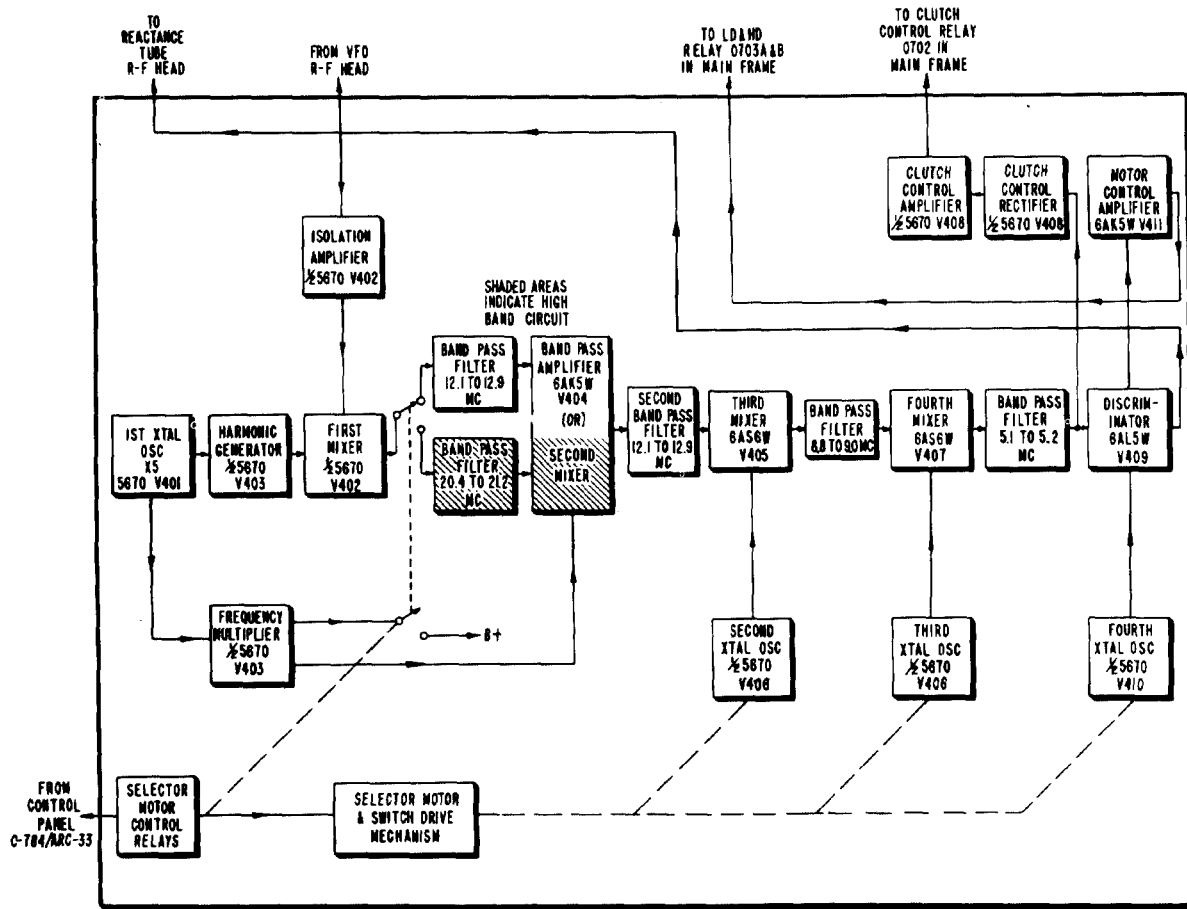 TO
REACTANCE
TUBE
R-F HEAD
FROM VFO
R-F HEAD
TO LD&HD
RELAY O703A&B
IN MAIN FRAME
TO CLUTCH
CONTROL RELAY
O702 IN
MAIN FRAME
CLUTCH
CONTROL
AMPLIFIER
½5670 V408
CLUTCH
CONTROL
RECTIFIER
½5670 V408
MOTOR
CONTROL
AMPLIFIER
6AK5W V411
ISOLATION
AMPLIFIER
½5670 V402
SHADED AREAS
INDICATE HIGH
BAND CIRCUIT
1ST XTAL
OSC
X5
5670 V401
HARMONIC
GENERATOR
½5670
V403
FIRST
MIXER
½5670
V402
BAND PASS
FILTER
12.1 TO 12.9
MC
BAND PASS
FILTER
20.4 TO 21.2
MC
BAND PASS
AMPLIFIER
6AK5W
V404
(OR)
SECOND
MIXER
SECOND
BAND PASS
FILTER
12.1 TO 12.9
MC
THIRD
MIXER
6AS6W
V405
BAND PASS
FILTER
8.8 TO 9.0 MC
FOURTH
MIXER
6AS6W
V407
BAND PASS
FILTER
5.1 TO 5.2
MC
DISCRIM-
INATOR
6AL5W
V409
FREQUENCY
MULTIPLIER
½5670
V403
B+
SECOND
XTAL OSC
½5670
V406
THIRD
XTAL OSC
½5670
V406
FOURTH
XTAL OSC
½5670
V410
FROM
CONTROL
PANEL
C-784/ARC-33
SELECTOR
MOTOR
CONTROL
RELAYS
SELECTOR MOTOR
& SWITCH DRIVE
MECHANISM